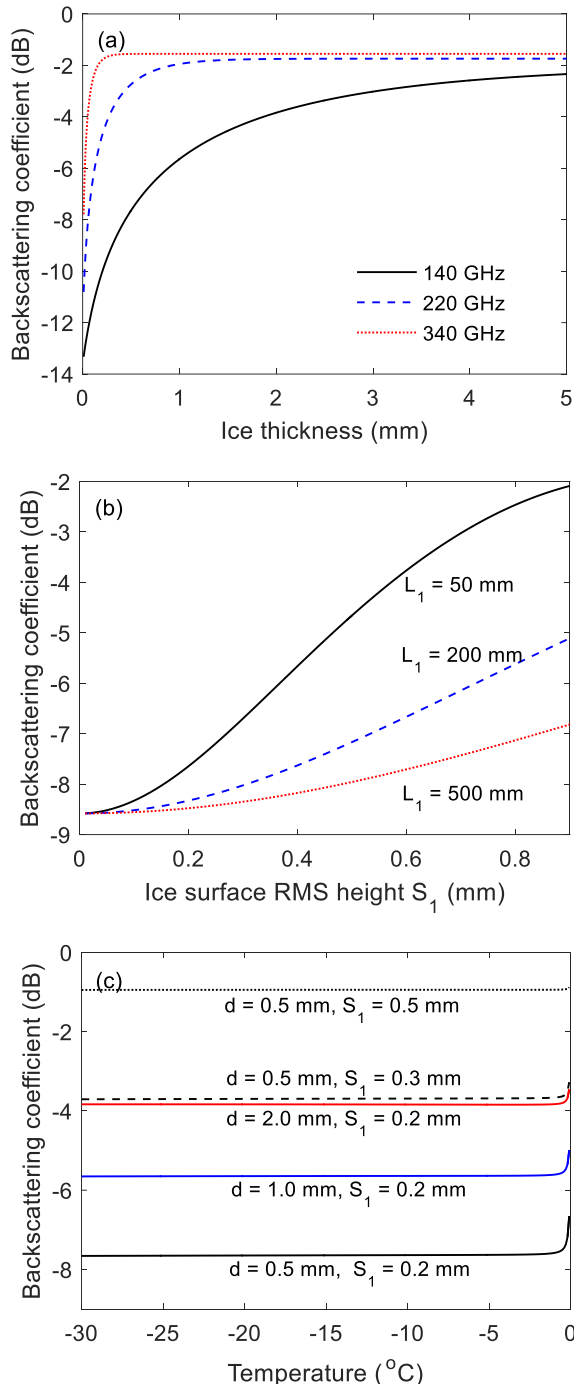 0
(a)
-2
-4
-6
-8
-10
-12
-14
Backscattering coefficient (dB)
140 GHz
220 GHz
340 GHz
0 1 2 3 4 5
Ice thickness (mm)
-2
(b)
-3
-4
-5
-6
-7
-8
-9
Backscattering coefficient (dB)
L₁ = 50 mm
L₁ = 200 mm
L₁ = 500 mm
0 0.2 0.4 0.6 0.8
Ice surface RMS height S₁ (mm)
0
(c)
-2
-4
-6
-8
Backscattering coefficient (dB)
d = 0.5 mm, S₁ = 0.5 mm
d = 0.5 mm, S₁ = 0.3 mm
d = 2.0 mm, S₁ = 0.2 mm
d = 1.0 mm, S₁ = 0.2 mm
d = 0.5 mm, S₁ = 0.2 mm
-30 -25 -20 -15 -10 -5 0
Temperature (°C)